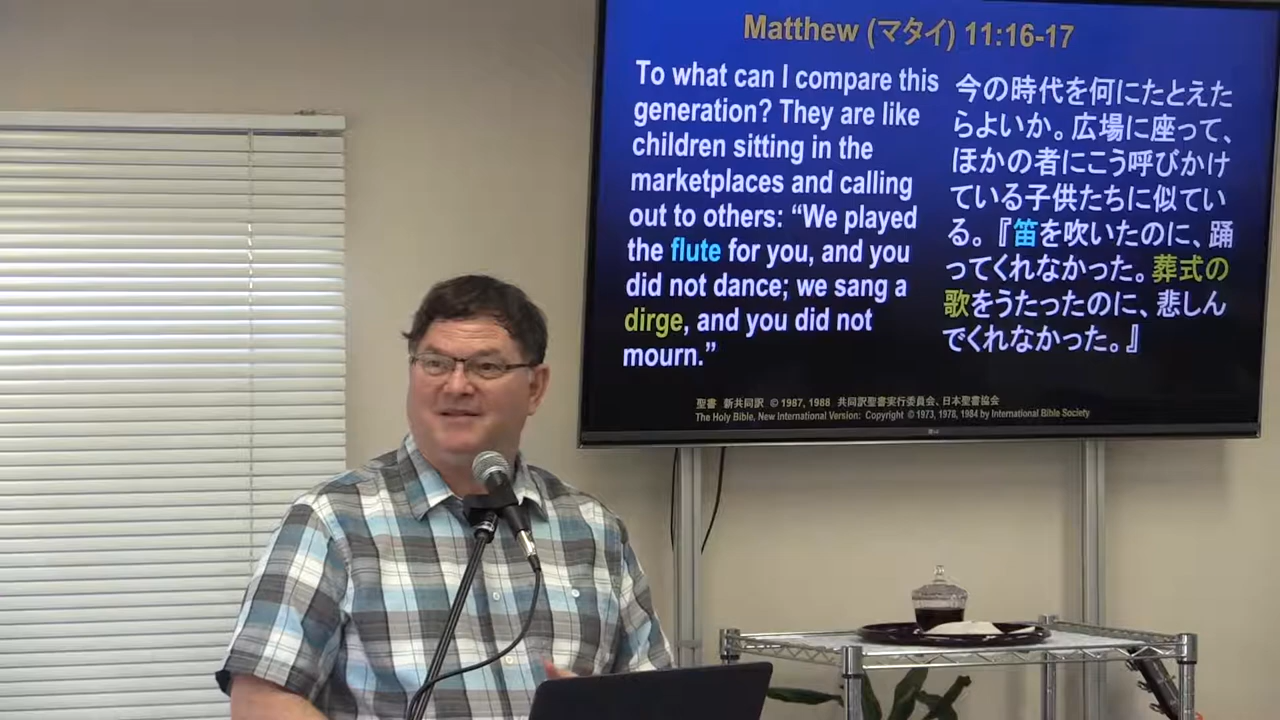 Matthew (マタイ) 11:16-17
To what can I compare this
generation? They are like
children sitting in the
marketplaces and calling
out to others: “We played
the flute for you, and you
did not dance; we sang a
dirge, and you did not
mourn.”
今の時代を何にたとえた
らよいか。広場に座って、
ほかの者にこう呼びかけ
ている子供たちに似てい
る。『笛を吹いたのに、踊
ってくれなかった。葬式の
歌をうたったのに、悲しん
でくれなかった。』
聖書 新共同訳 © 1987, 1988 共同訳聖書実行委員会、日本聖書協会
The Holy Bible, New International Version: Copyright © 1973, 1978, 1984 by International Bible Society
LG